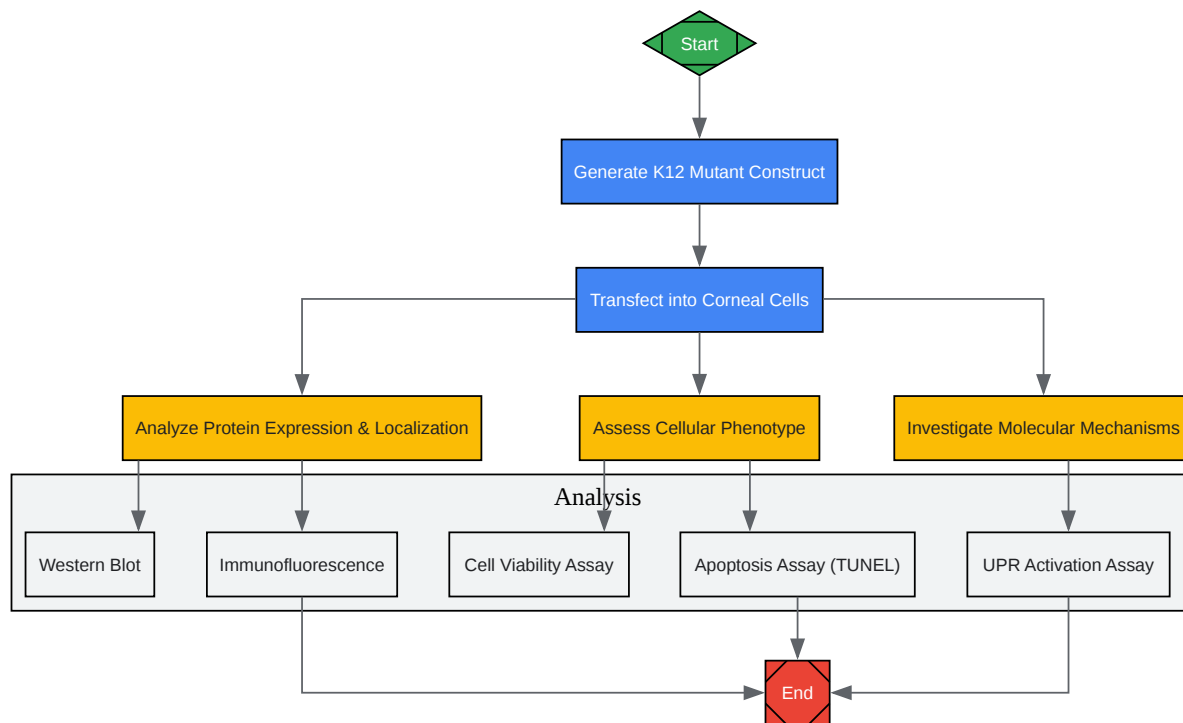 Start
Generate K12 Mutant Construct
Transfect into Corneal Cells
Analyze Protein Expression & Localization
Assess Cellular Phenotype
Investigate Molecular Mechanisms
Analysis
Western Blot
Immunofluorescence
Cell Viability Assay
Apoptosis Assay (TUNEL)
UPR Activation Assay
End